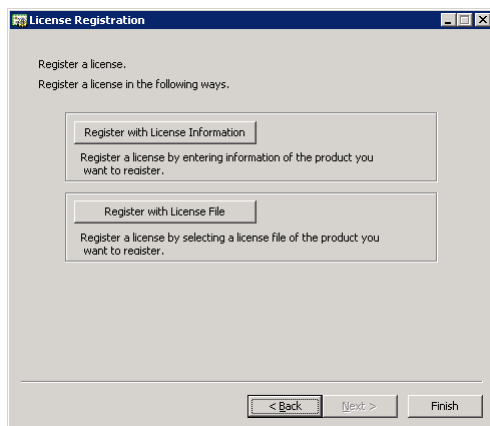 License Registration
Register a license.
Register a license in the following ways.
Register with License Information
Register a license by entering information of the product you
want to register.
Register with License File
Register a license by selecting a license file of the product you
want to register.
< Back
Next >
Finish